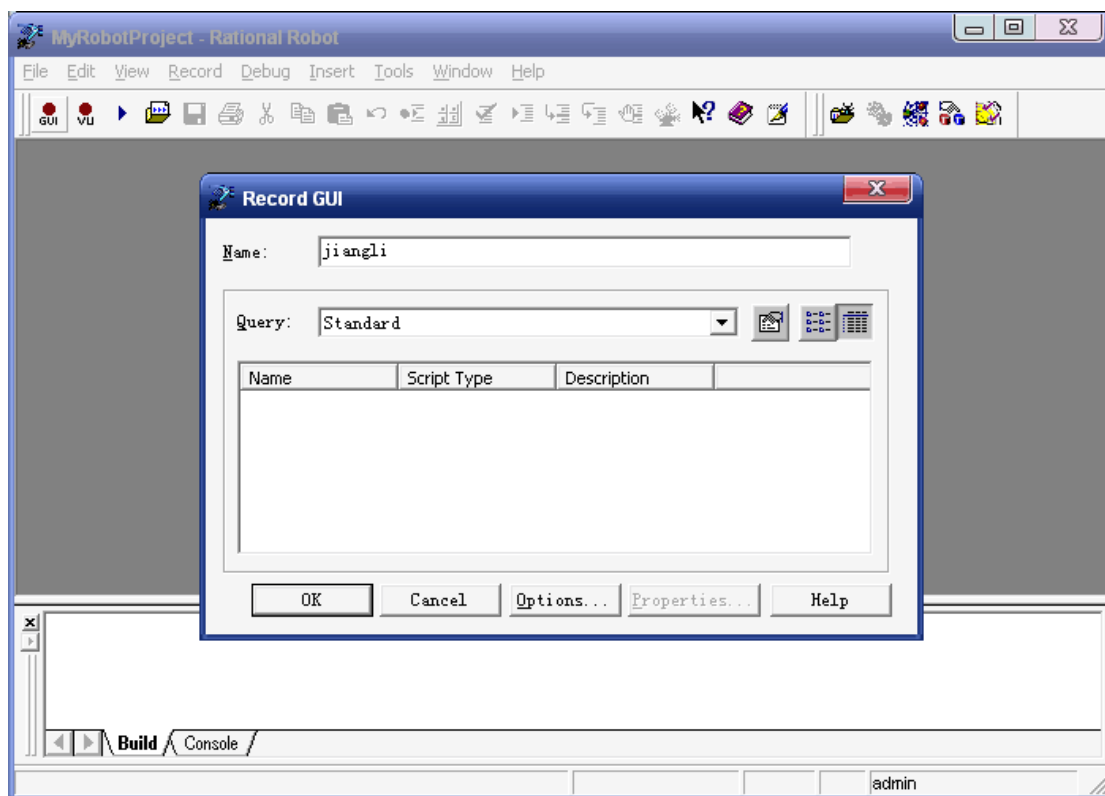 MyRobotProject - Rational Robot
File Edit View Record Debug Insert Tools Window Help
GUI VU
Record GUI
Name: jiangli
Query: Standard
Name Script Type Description
OK Cancel Options... Properties... Help
Build Console
admin